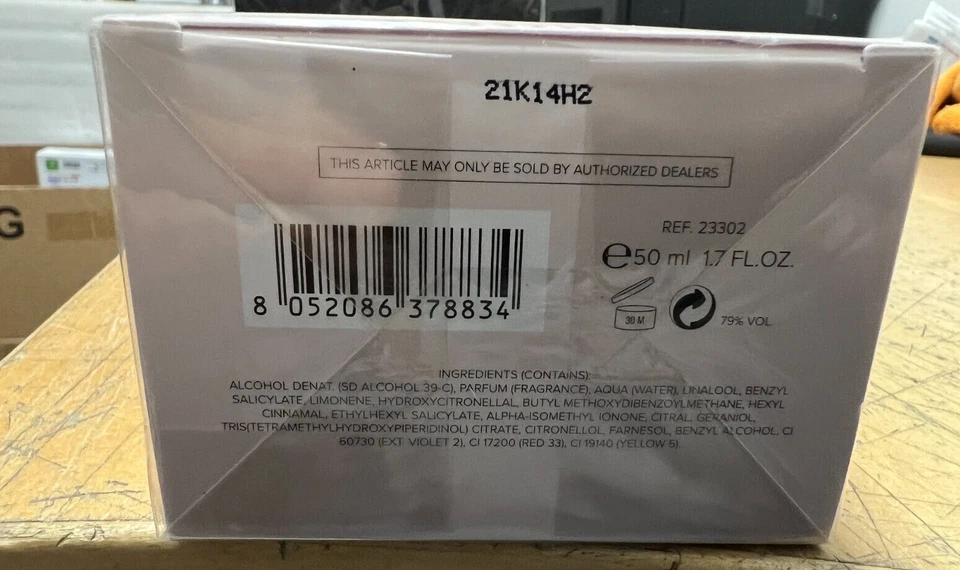 21K14H2
THIS ARTICLE MAY ONLY BE SOLD BY AUTHORIZED DEALERS
REF. 23302
e50 ml 1.7 FL.OZ.
8 052086 378834
30 M
79% VOL
INGREDIENTS (CONTAINS):
ALCOHOL DENAT. (SD ALCOHOL 39-C), PARFUM (FRAGRANCE), AQUA (WATER), LINALOOL, BENZYL
SALICYLATE, LIMONENE, HYDROXYCITRONELLAL, BUTYL METHOXYDIBENZOYLMETHANE, HEXYL
CINNAMAL, ETHYLHEXYL SALICYLATE, ALPHA-ISOMETHYL IONONE, CITRAL, GERANIOL,
TRIS(TETRAMETHYLHYDROXYPIPERIDINOL) CITRATE, CITRONELLOL, FARNESOL, BENZYL ALCOHOL, CI
60730 (EXT. VIOLET 2), CI 17200 (RED 33), CI 19140 (YELLOW 5).
G